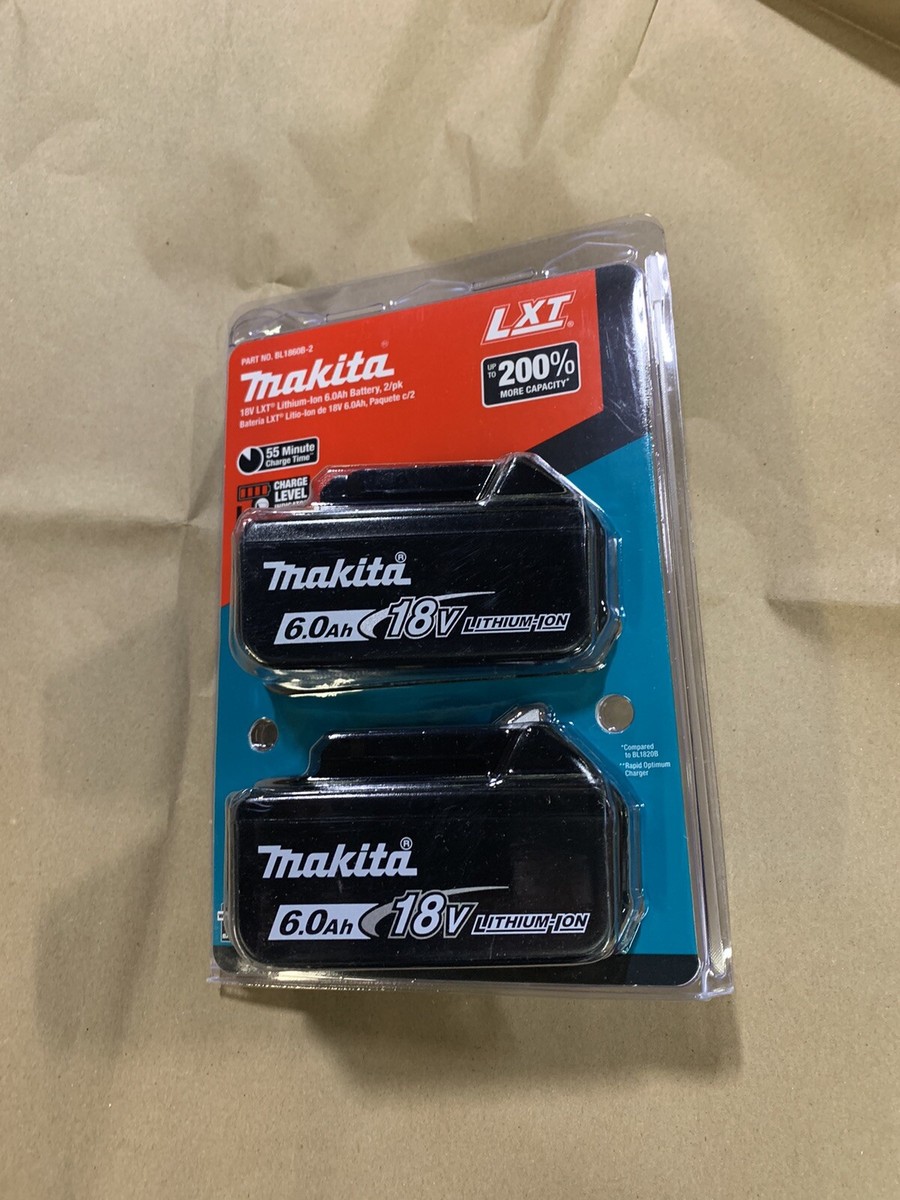 PART NO. BL1860B-2
makita®
18V LXT® Lithium-Ion 6.0Ah Battery, 2/pk
Batería LXT® Litio-Ion de 18V 6.0Ah, Paquete c/2
LXT®
UP TO 200%
MORE CAPACITY*
55 Minute
Charge Time**
CHARGE
LEVEL
makita®
6.0Ah 18V LITHIUM-ION
*Compared
to BL1820B
**Rapid Optimum
Charger
makita®
6.0Ah 18V LITHIUM-ION